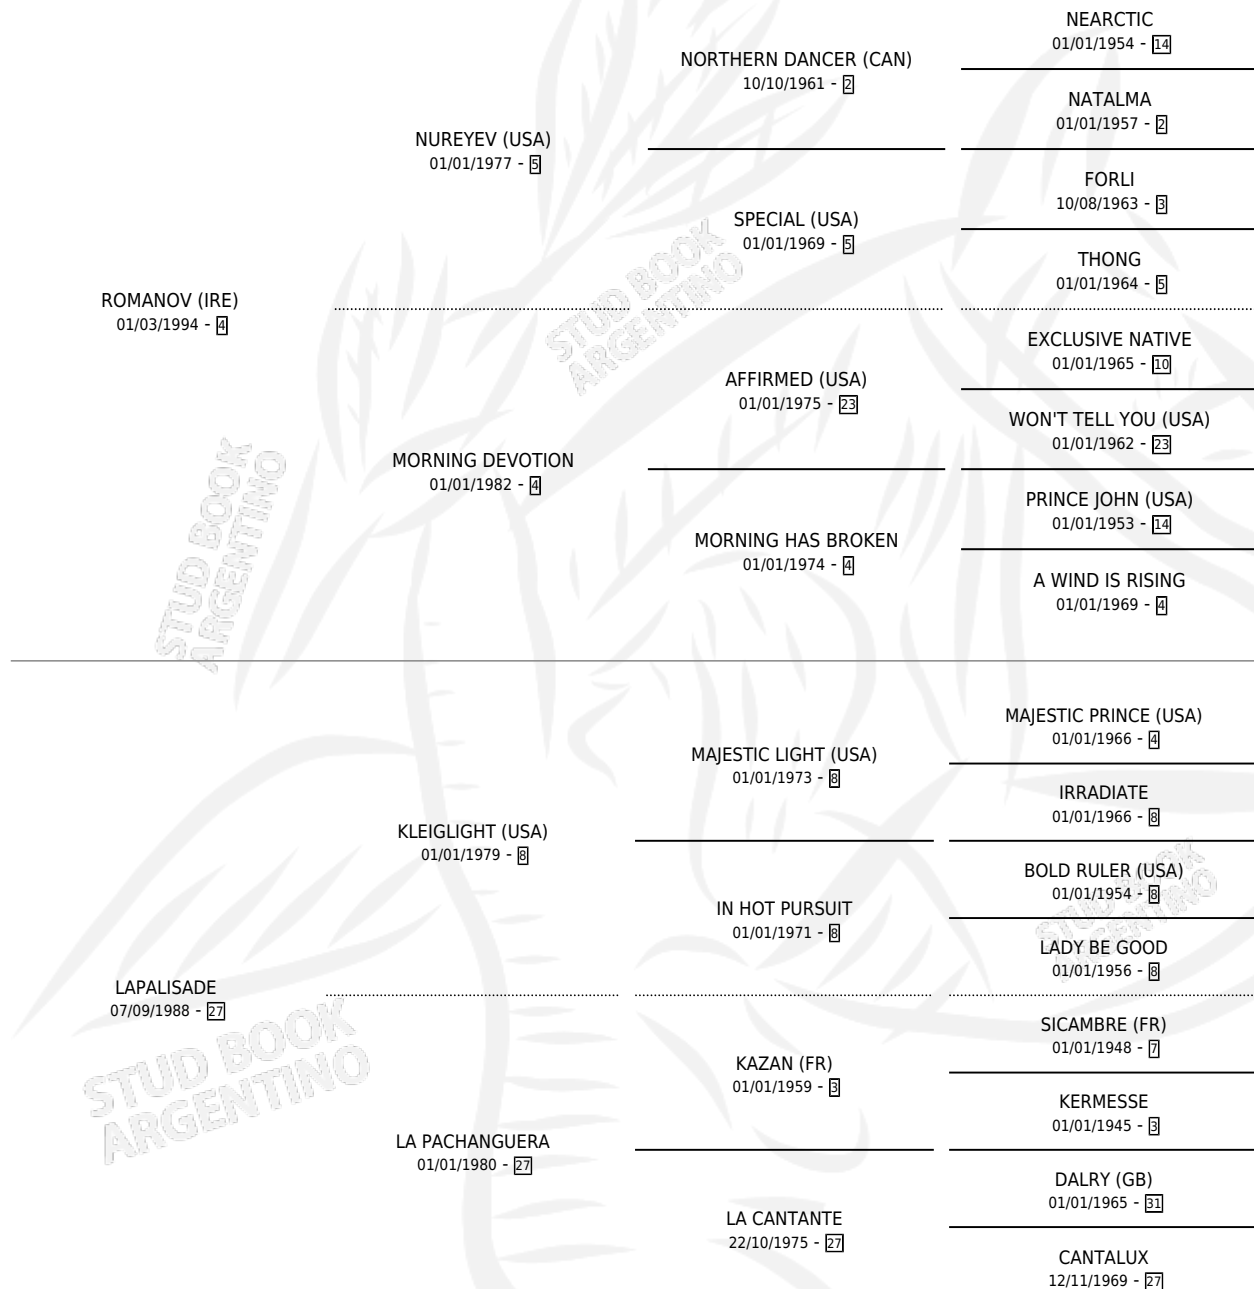 ROMANOV (IRE)
01/03/1994 - 4
NUREYEV (USA)
01/01/1977 - 5
NORTHERN DANCER (CAN)
10/10/1961 - 2
NEARCTIC
01/01/1954 - 14
NATALMA
01/01/1957 - 2
SPECIAL (USA)
01/01/1969 - 5
FORLI
10/08/1963 - 3
THONG
01/01/1964 - 5
MORNING DEVOTION
01/01/1982 - 4
AFFIRMED (USA)
01/01/1975 - 23
EXCLUSIVE NATIVE
01/01/1965 - 10
WON'T TELL YOU (USA)
01/01/1962 - 23
MORNING HAS BROKEN
01/01/1974 - 4
PRINCE JOHN (USA)
01/01/1953 - 14
A WIND IS RISING
01/01/1969 - 4
LAPALISADE
07/09/1988 - 27
KLEIGLIGHT (USA)
01/01/1979 - 8
MAJESTIC LIGHT (USA)
01/01/1973 - 8
MAJESTIC PRINCE (USA)
01/01/1966 - 4
IRRADIATE
01/01/1966 - 8
IN HOT PURSUIT
01/01/1971 - 8
BOLD RULER (USA)
01/01/1954 - 8
LADY BE GOOD
01/01/1956 - 8
LA PACHANGUERA
01/01/1980 - 27
KAZAN (FR)
01/01/1959 - 3
SICAMBRE (FR)
01/01/1948 - 7
KERMESSE
01/01/1945 - 3
LA CANTANTE
22/10/1975 - 27
DALRY (GB)
01/01/1965 - 31
CANTALUX
12/11/1969 - 27
STUD BOOK
ARGENTINO
STUD BOOK
ARGENTINO
STUD BOOK
ARGENTINO
STUD BOOK
ARGENTINO